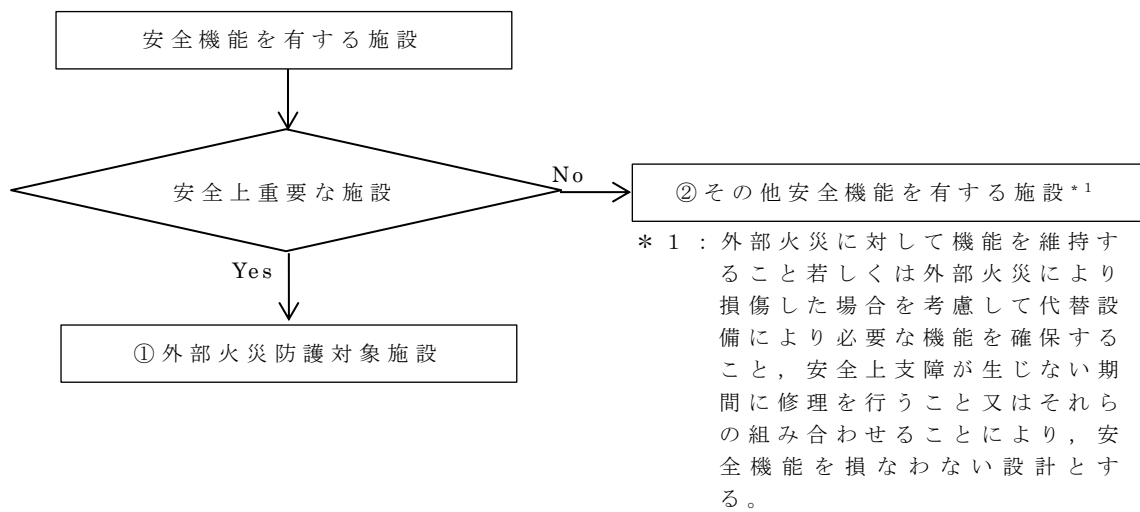 安全機能を有する施設
安全上重要な施設
No
②その他安全機能を有する施設*1
*1:外部火災に対して機能を維持す
ること若しくは外部火災により
損傷した場合を考慮して代替設
備により必要な機能を確保する
こと,安全上支障が生じない期
間に修理を行うこと又はそれら
の組み合わせることにより,安
全機能を損なわない設計とす
る。
Yes
①外部火災防護対象施設